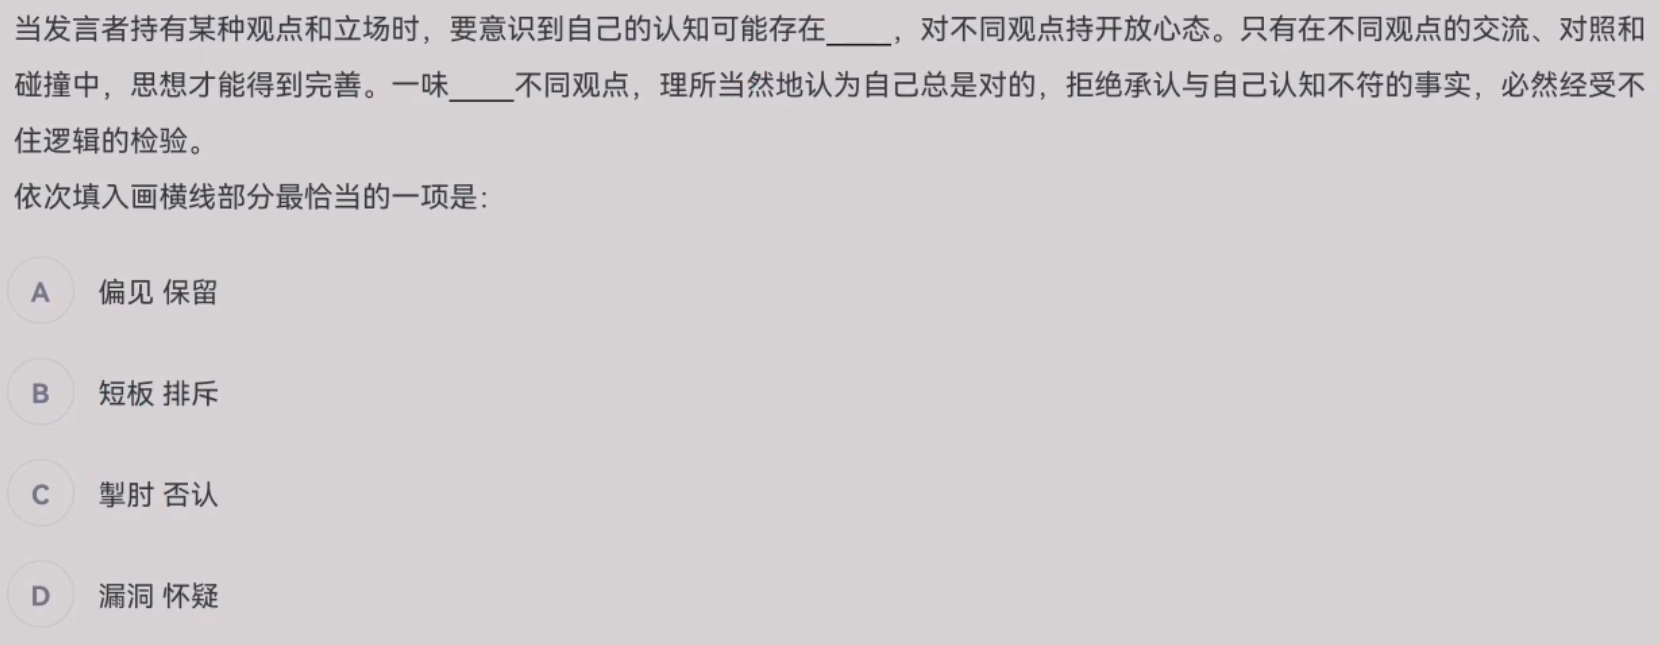 当发言者持有某种观点和立场时，要意识到自己的认知可能存在____，对不同观点持开放心态。只有在不同观点的交流、对照和
碰撞中，思想才能得到完善。一味____不同观点，理所当然地认为自己总是对的，拒绝承认与自己认知不符的事实，必然经受不
住逻辑的检验。
依次填入画横线部分最恰当的一项是：
A 偏见 保留
B 短板 排斥
C 掣肘 否认
D 漏洞 怀疑